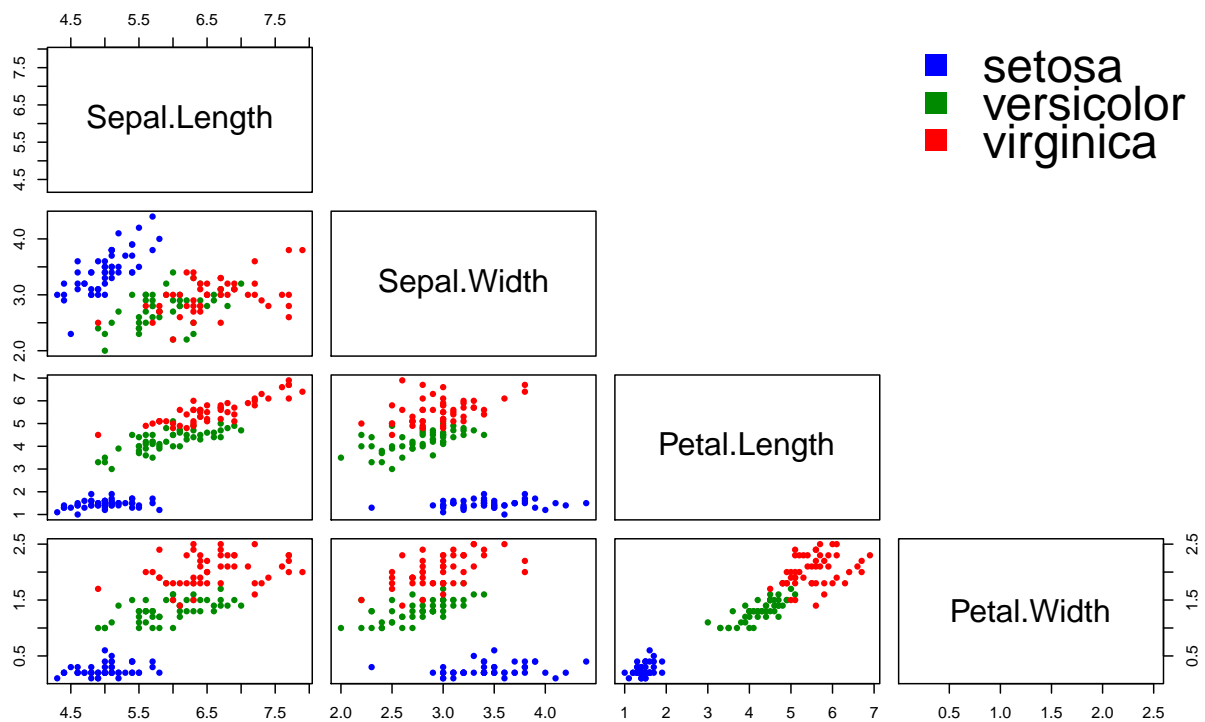 4.5 5.5 6.5 7.5
setosa
versicolor
virginica
4.5 5.5 6.5 7.5
Sepal.Length
2.0 3.0 4.0
Sepal.Width
1 2 3 4 5 6 7
Petal.Length
0.5 1.5 2.5
Petal.Width
0.5 1.5 2.5
4.5 5.5 6.5 7.5
2.0 2.5 3.0 3.5 4.0
1 2 3 4 5 6 7
0.5 1.0 1.5 2.0 2.5